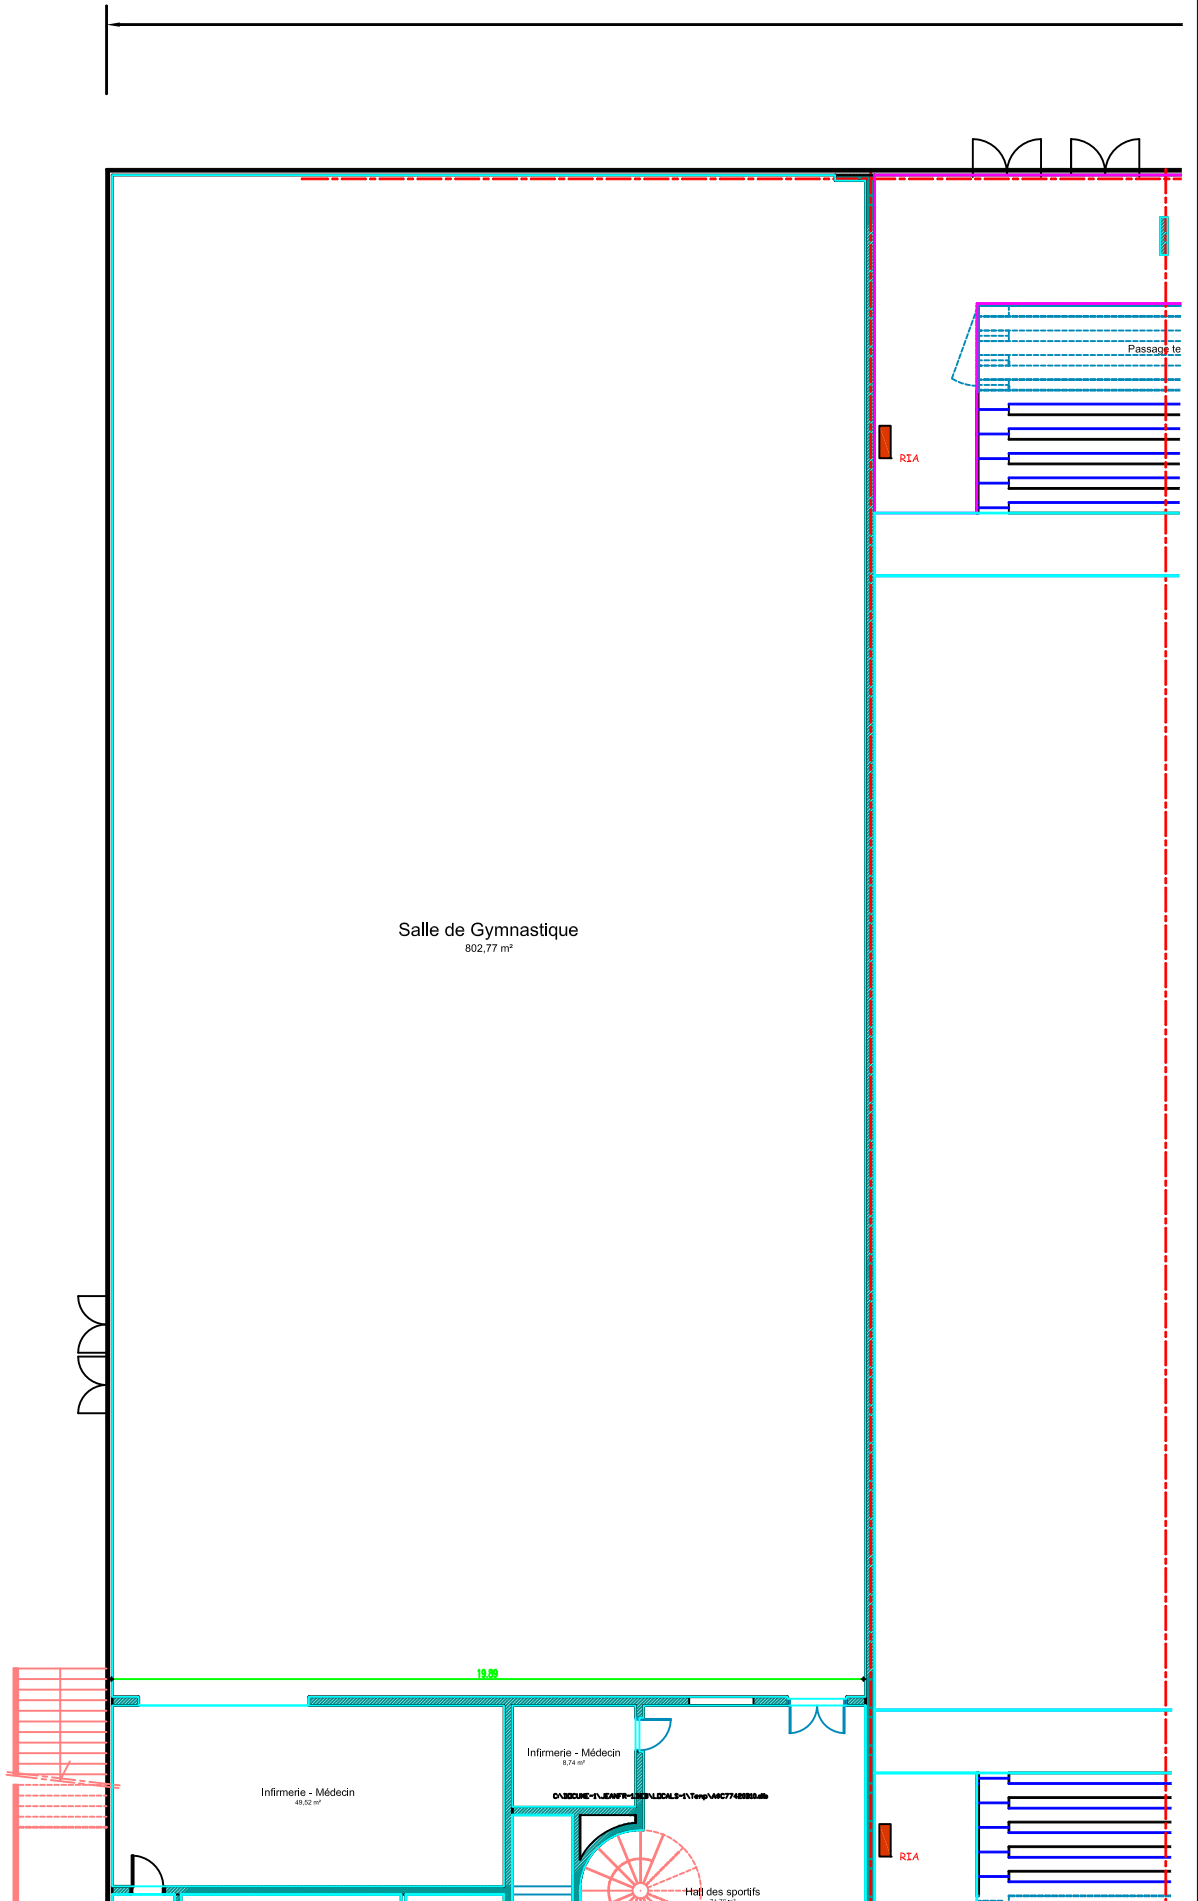 Passage te
RIA
Salle de Gymnastique
802,77 m²
19.89
Infirmerie - Médecin
8,74 m²
Infirmerie - Médecin
49,52 m²
RIA
Hall des sportifs